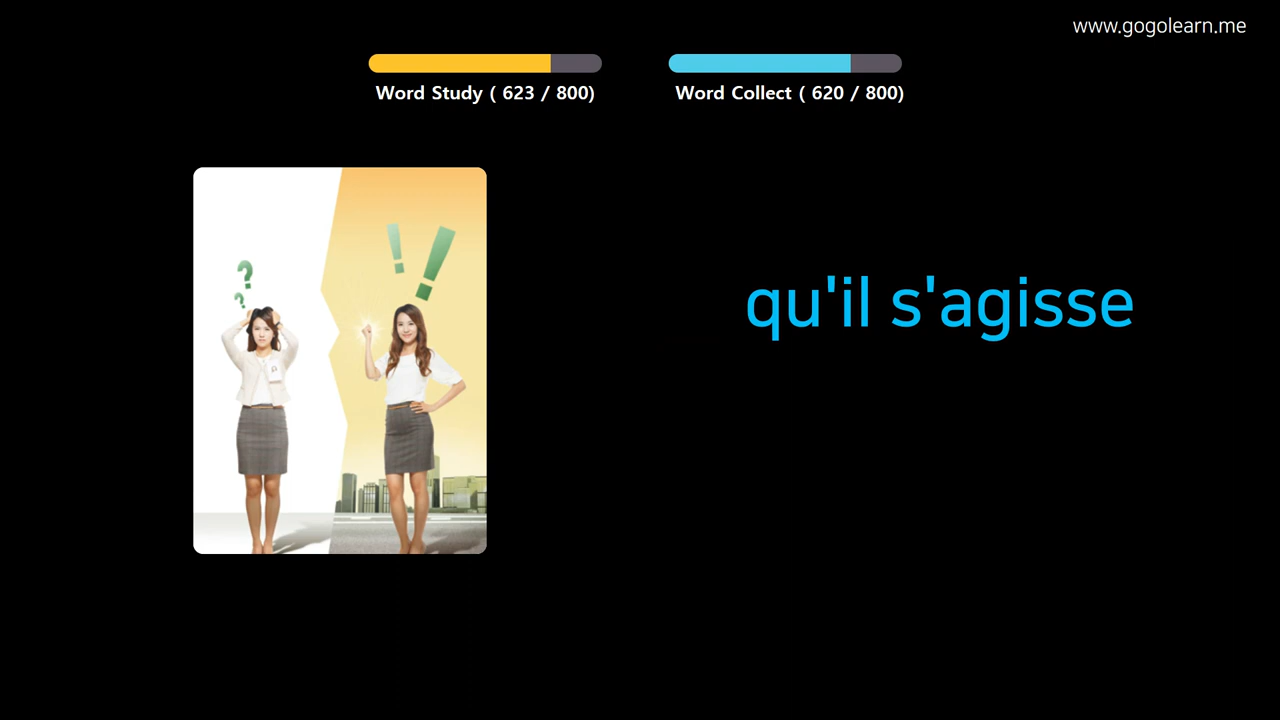 www.gogolearn.me
Word Study ( 623 / 800)
Word Collect ( 620 / 800)
? ?
! !
qu'il s'agisse